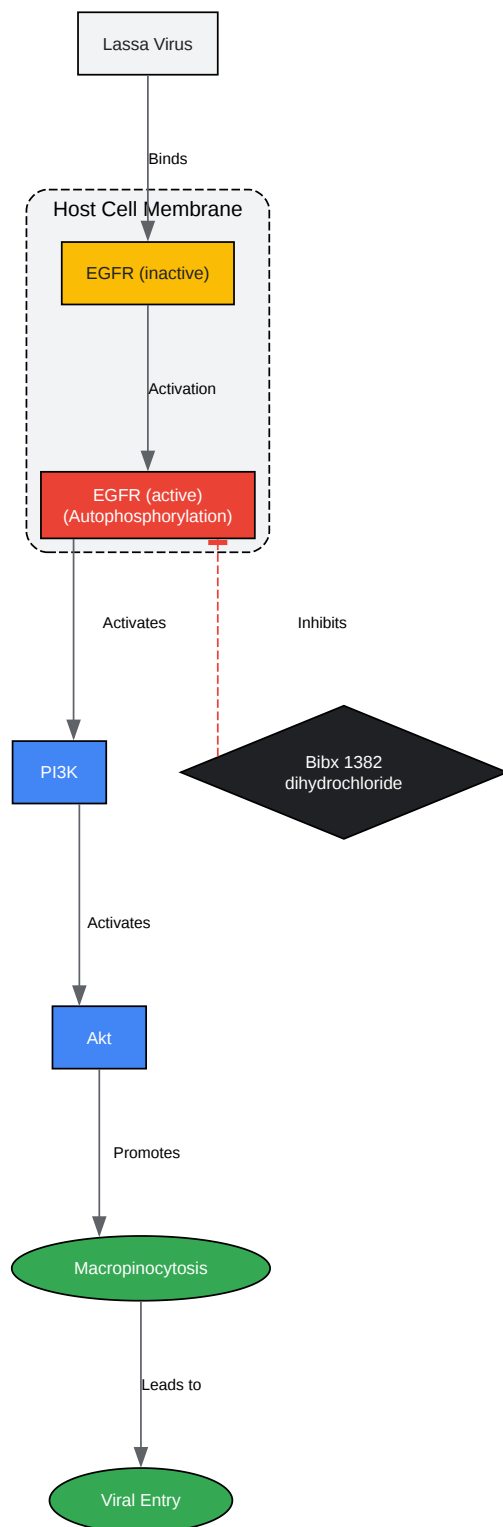 Lassa Virus
Binds
Host Cell Membrane
EGFR (inactive)
Activation
EGFR (active)
(Autophosphorylation)
Activates
Inhibits
PI3K
Bibx 1382
dihydrochloride
Activates
Akt
Promotes
Macropinocytosis
Leads to
Viral Entry